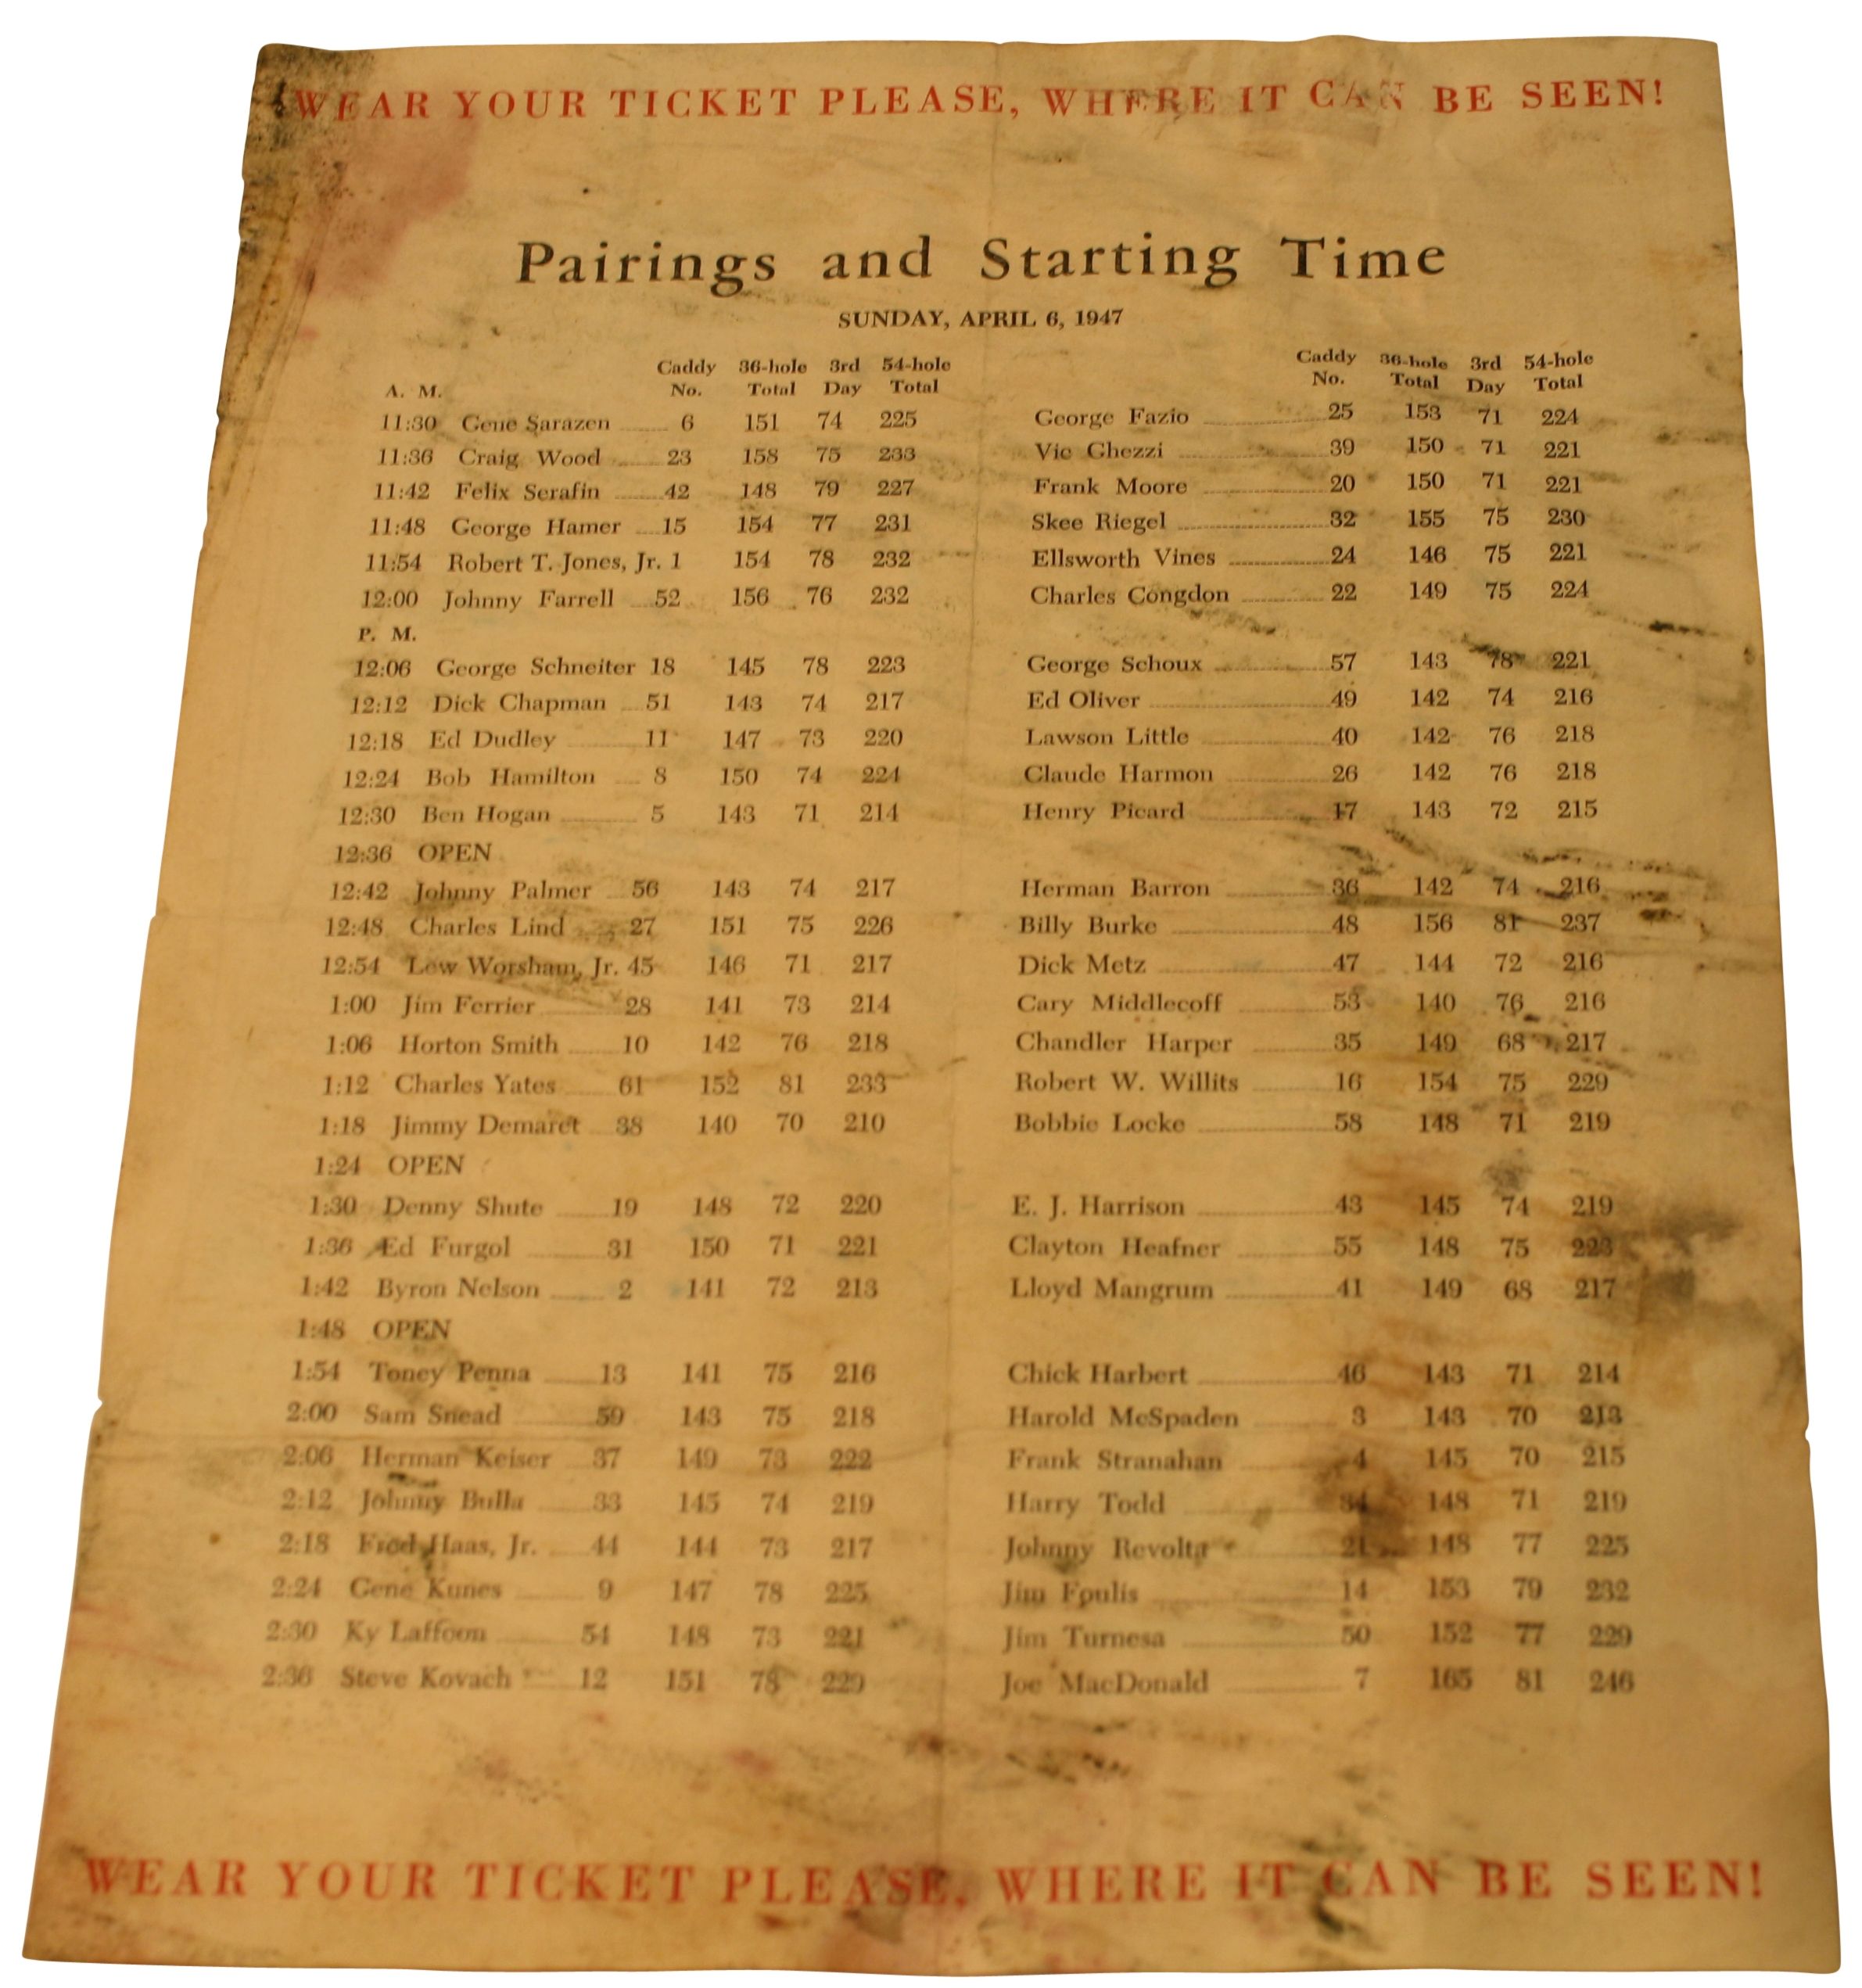 WEAR YOUR TICKET PLEASE, WHERE IT CAN BE SEEN!
Pairings and Starting Time
SUNDAY, APRIL 6, 1947
Caddy 36-hole 3rd 54-hole Caddy 36-hole 3rd 54-hole
A. M. No. Total Day Total No. Total Day Total
11:30 Gene Sarazen 6 151 74 225 George Fazio 25 153 71 224
11:36 Craig Wood 23 158 75 233 Vic Ghezzi 39 150 71 221
11:42 Felix Serafin 42 148 79 227 Frank Moore 20 150 71 221
11:48 George Hamer 15 154 77 231 Skee Riegel 32 155 75 230
11:54 Robert T. Jones, Jr. 1 154 78 232 Ellsworth Vines 24 146 75 221
12:00 Johnny Farrell 52 156 76 232 Charles Congdon 22 149 75 224
P. M.
12:06 George Schneiter 18 145 78 223 George Schoux 57 143 78 221
12:12 Dick Chapman 51 143 74 217 Ed Oliver 49 142 74 216
12:18 Ed Dudley 11 147 73 220 Lawson Little 40 142 76 218
12:24 Bob Hamilton 8 150 74 224 Claude Harmon 26 142 76 218
12:30 Ben Hogan 5 143 71 214 Henry Picard 17 143 72 215
12:36 OPEN
12:42 Johnny Palmer 56 143 74 217 Herman Barron 36 142 74 216
12:48 Charles Lind 27 151 75 226 Billy Burke 48 156 81 237
12:54 Lew Worsham, Jr. 45 146 71 217 Dick Metz 47 144 72 216
1:00 Jim Ferrier 28 141 73 214 Cary Middlecoff 53 140 76 216
1:06 Horton Smith 10 142 76 218 Chandler Harper 35 149 68 217
1:12 Charles Yates 61 152 81 233 Robert W. Willits 16 154 75 229
1:18 Jimmy Demaret 38 140 70 210 Bobbie Locke 58 148 71 219
1:24 OPEN
1:30 Denny Shute 19 148 72 220 E. J. Harrison 43 145 74 219
1:36 Ed Furgol 31 150 71 221 Clayton Heafner 55 148 75 223
1:42 Byron Nelson 2 141 72 213 Lloyd Mangrum 41 149 68 217
1:48 OPEN
1:54 Toney Penna 13 141 75 216 Chick Harbert 46 143 71 214
2:00 Sam Snead 59 143 75 218 Harold McSpaden 3 143 70 213
2:06 Herman Keiser 37 149 73 222 Frank Stranahan 4 145 70 215
2:12 Johnny Bulla 33 145 74 219 Harry Todd 34 148 71 219
2:18 Fred Haas, Jr. 44 144 73 217 Johnny Revolta 21 148 77 225
2:24 Gene Kunes 9 147 78 225 Jim Foulis 14 153 79 232
2:30 Ky Laffoon 54 148 73 221 Jim Turnesa 50 152 77 229
2:36 Steve Kovach 12 151 78 229 Joe MacDonald 7 165 81 246
WEAR YOUR TICKET PLEASE, WHERE IT CAN BE SEEN!